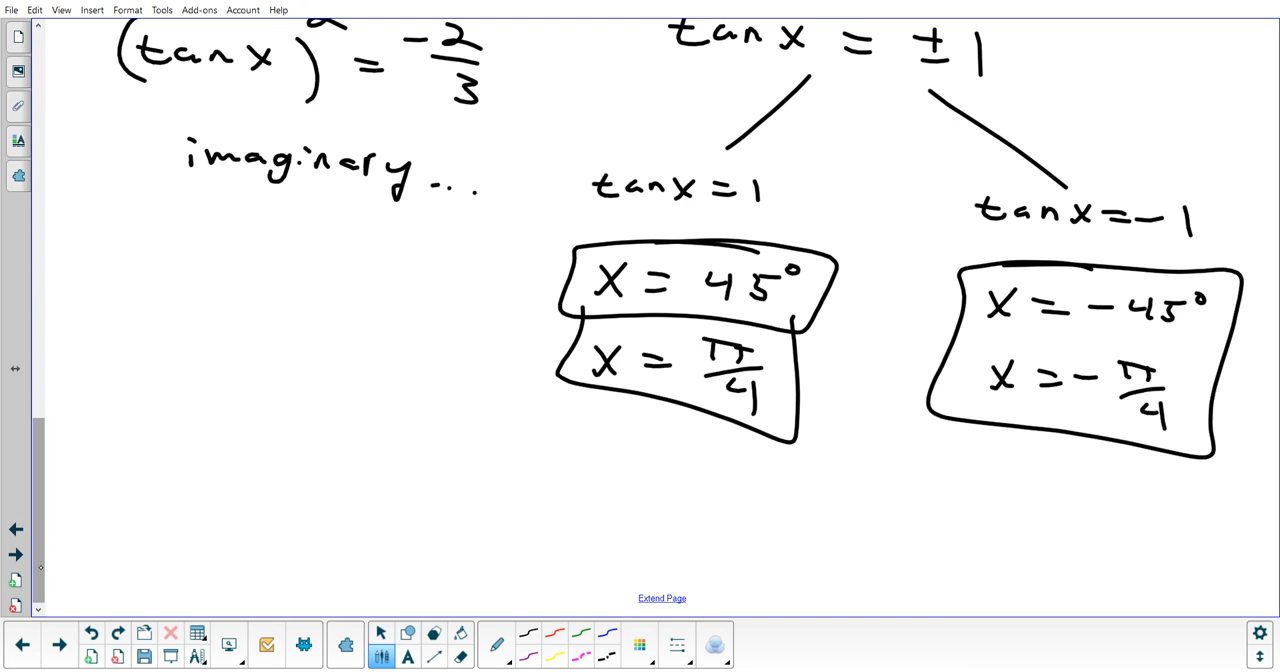 File Edit View Insert Format Tools Add-ons Account Help
(tan x)² = -2/3
imaginary ...
tan x = ± 1
tan x = 1
x = 45°
x = π/4
tan x = - 1
x = - 45°
x = - π/4
Extend Page